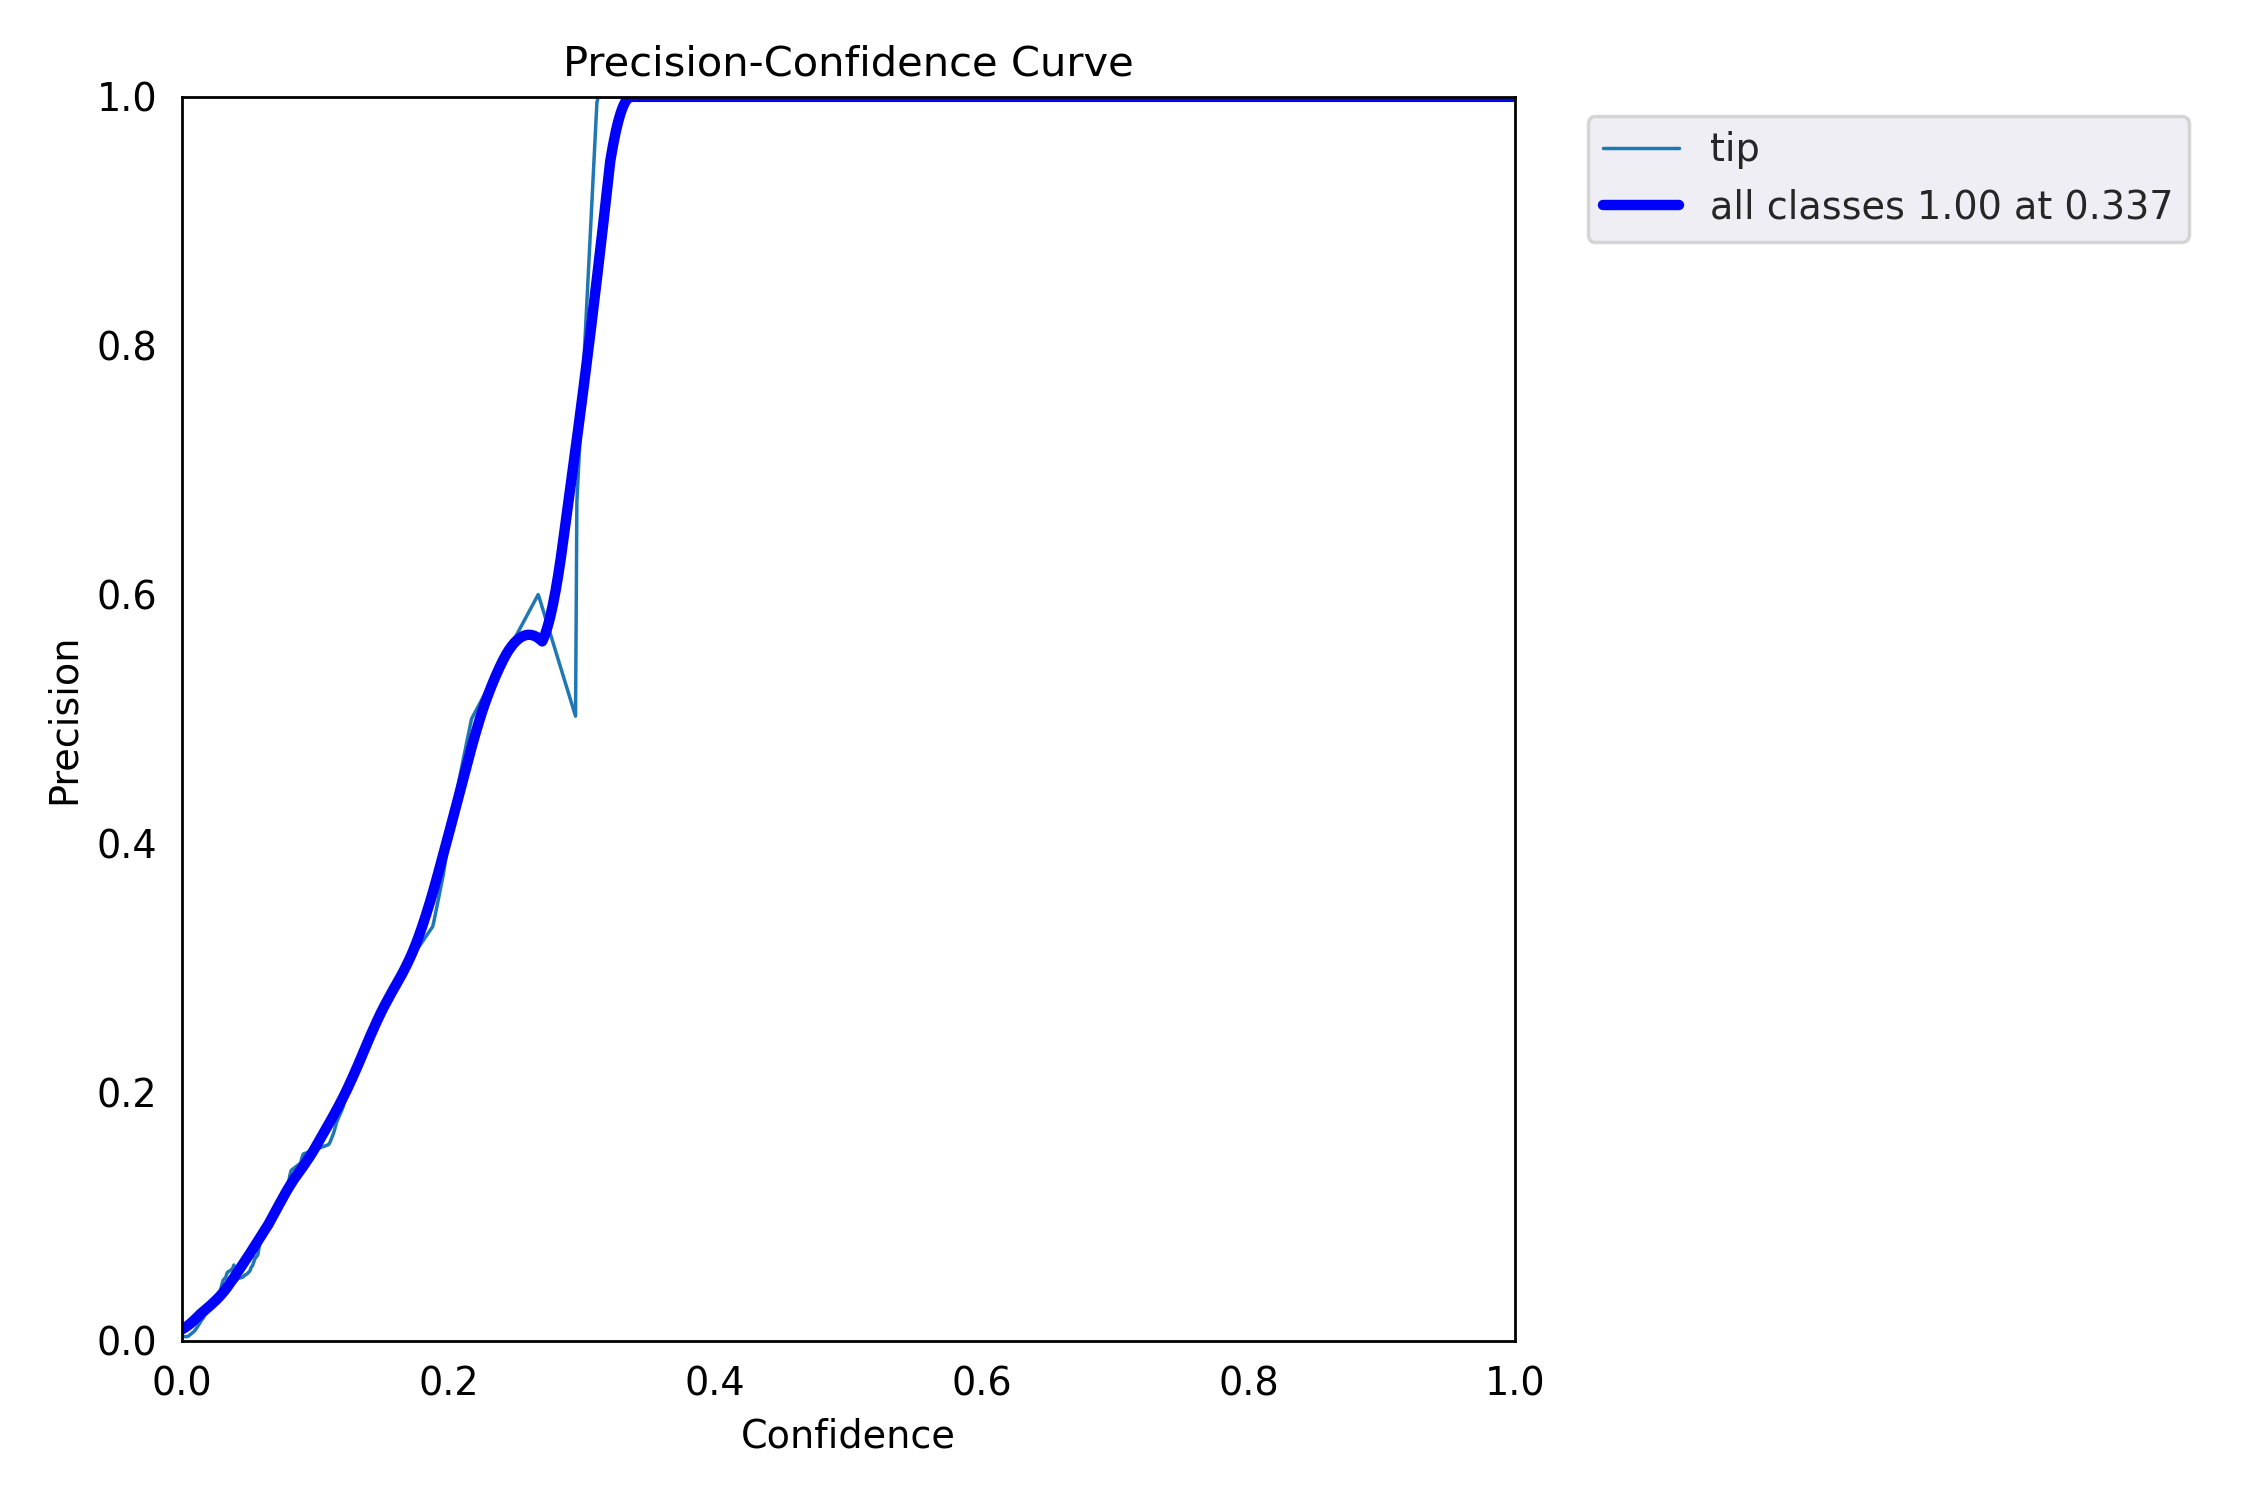 Precision-Confidence Curve
1.0
0.8
0.6
0.4
0.2
0.0
Precision
0.0 0.2 0.4 0.6 0.8 1.0
Confidence
tip
all classes 1.00 at 0.337